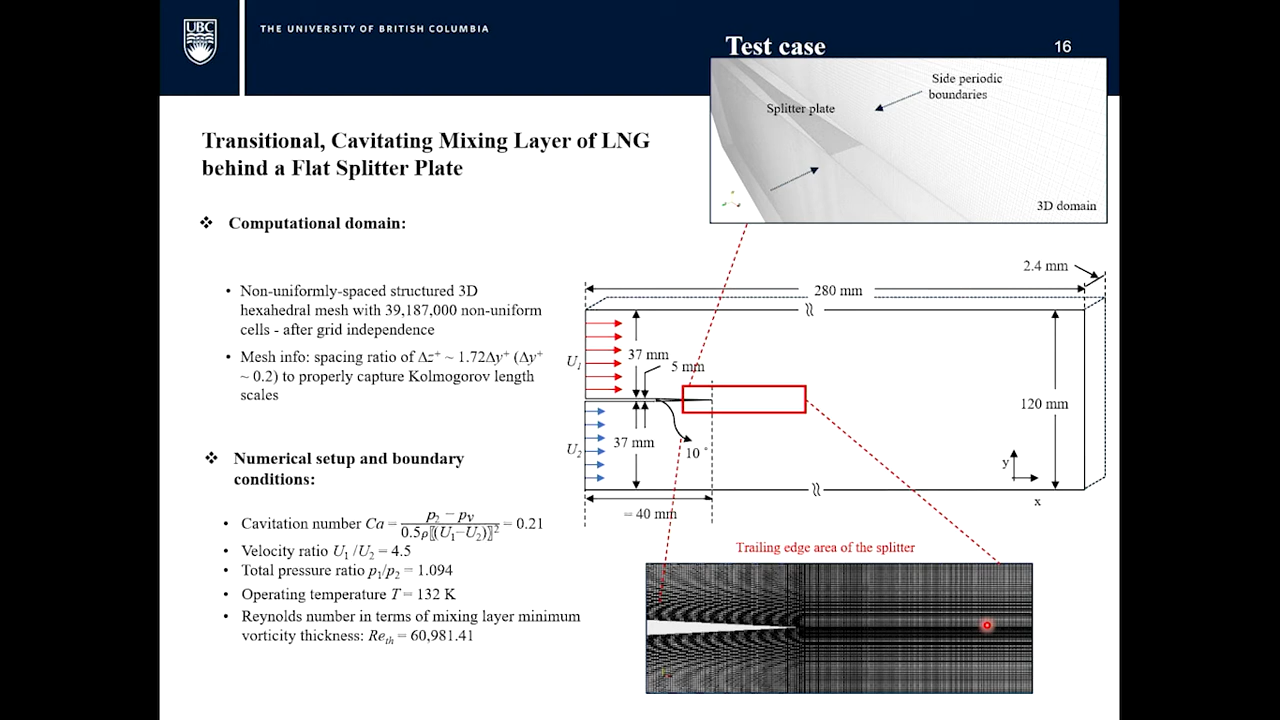 UBC
THE UNIVERSITY OF BRITISH COLUMBIA
Test case
16
Side periodic
boundaries
Splitter plate
3D domain
Transitional, Cavitating Mixing Layer of LNG
behind a Flat Splitter Plate
❖ Computational domain:
• Non-uniformly-spaced structured 3D
hexahedral mesh with 39,187,000 non-uniform
cells - after grid independence
• Mesh info: spacing ratio of Δz⁺ ~ 1.72Δy⁺ (Δy⁺
~ 0.2) to properly capture Kolmogorov length
scales
❖ Numerical setup and boundary
conditions:
• Cavitation number Ca = p₂ − pᵥ / 0.5ρ⟦(U₁−U₂)⟧² = 0.21
• Velocity ratio U₁ /U₂ = 4.5
• Total pressure ratio p₁/p₂ = 1.094
• Operating temperature T = 132 K
• Reynolds number in terms of mixing layer minimum
vorticity thickness: Reₜₕ = 60,981.41
2.4 mm
280 mm
U₁
37 mm
5 mm
120 mm
U₂
37 mm
10 °
y
x
= 40 mm
Trailing edge area of the splitter